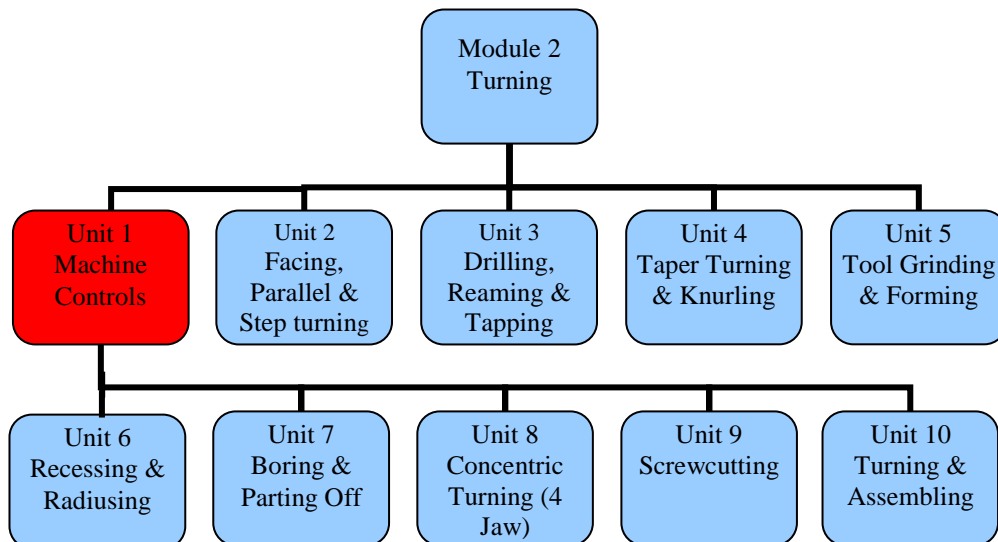 Module 2
Turning
Unit 1
Machine
Controls
Unit 2
Facing,
Parallel &
Step turning
Unit 3
Drilling,
Reaming &
Tapping
Unit 4
Taper Turning
& Knurling
Unit 5
Tool Grinding
& Forming
Unit 6
Recessing &
Radiusing
Unit 7
Boring &
Parting Off
Unit 8
Concentric
Turning (4
Jaw)
Unit 9
Screwcutting
Unit 10
Turning &
Assembling